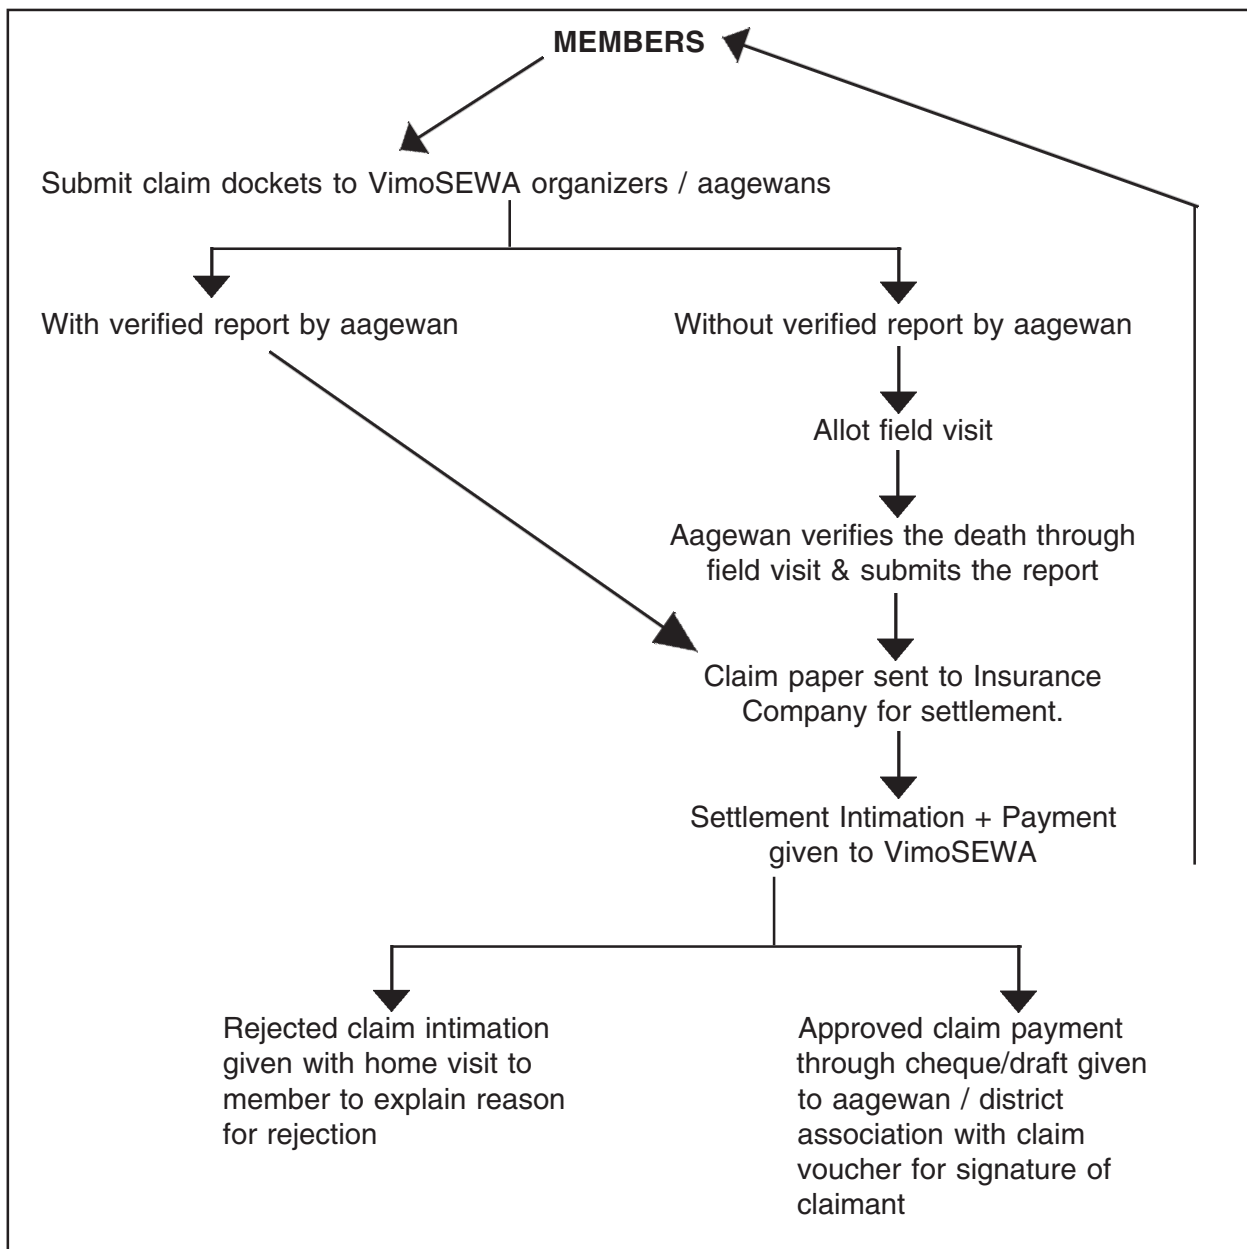 MEMBERS
Submit claim dockets to VimoSEWA organizers / aagewans
With verified report by aagewan
Without verified report by aagewan
Allot field visit
Aagewan verifies the death through
field visit & submits the report
Claim paper sent to Insurance
Company for settlement.
Settlement Intimation + Payment
given to VimoSEWA
Rejected claim intimation
given with home visit to
member to explain reason
for rejection
Approved claim payment
through cheque/draft given
to aagewan / district
association with claim
voucher for signature of
claimant